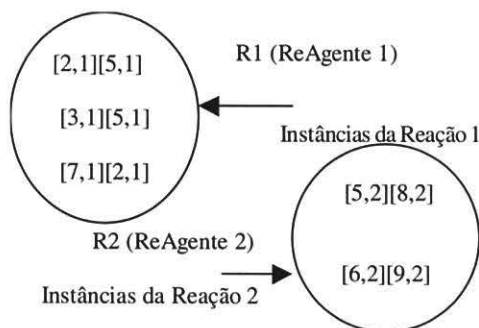 [2,1][5,1]
R1 (ReAgente 1)
[3,1][5,1]
Instâncias da Reação 1
[7,1][2,1]
[5,2][8,2]
R2 (ReAgente 2)
[6,2][9,2]
Instâncias da Reação 2